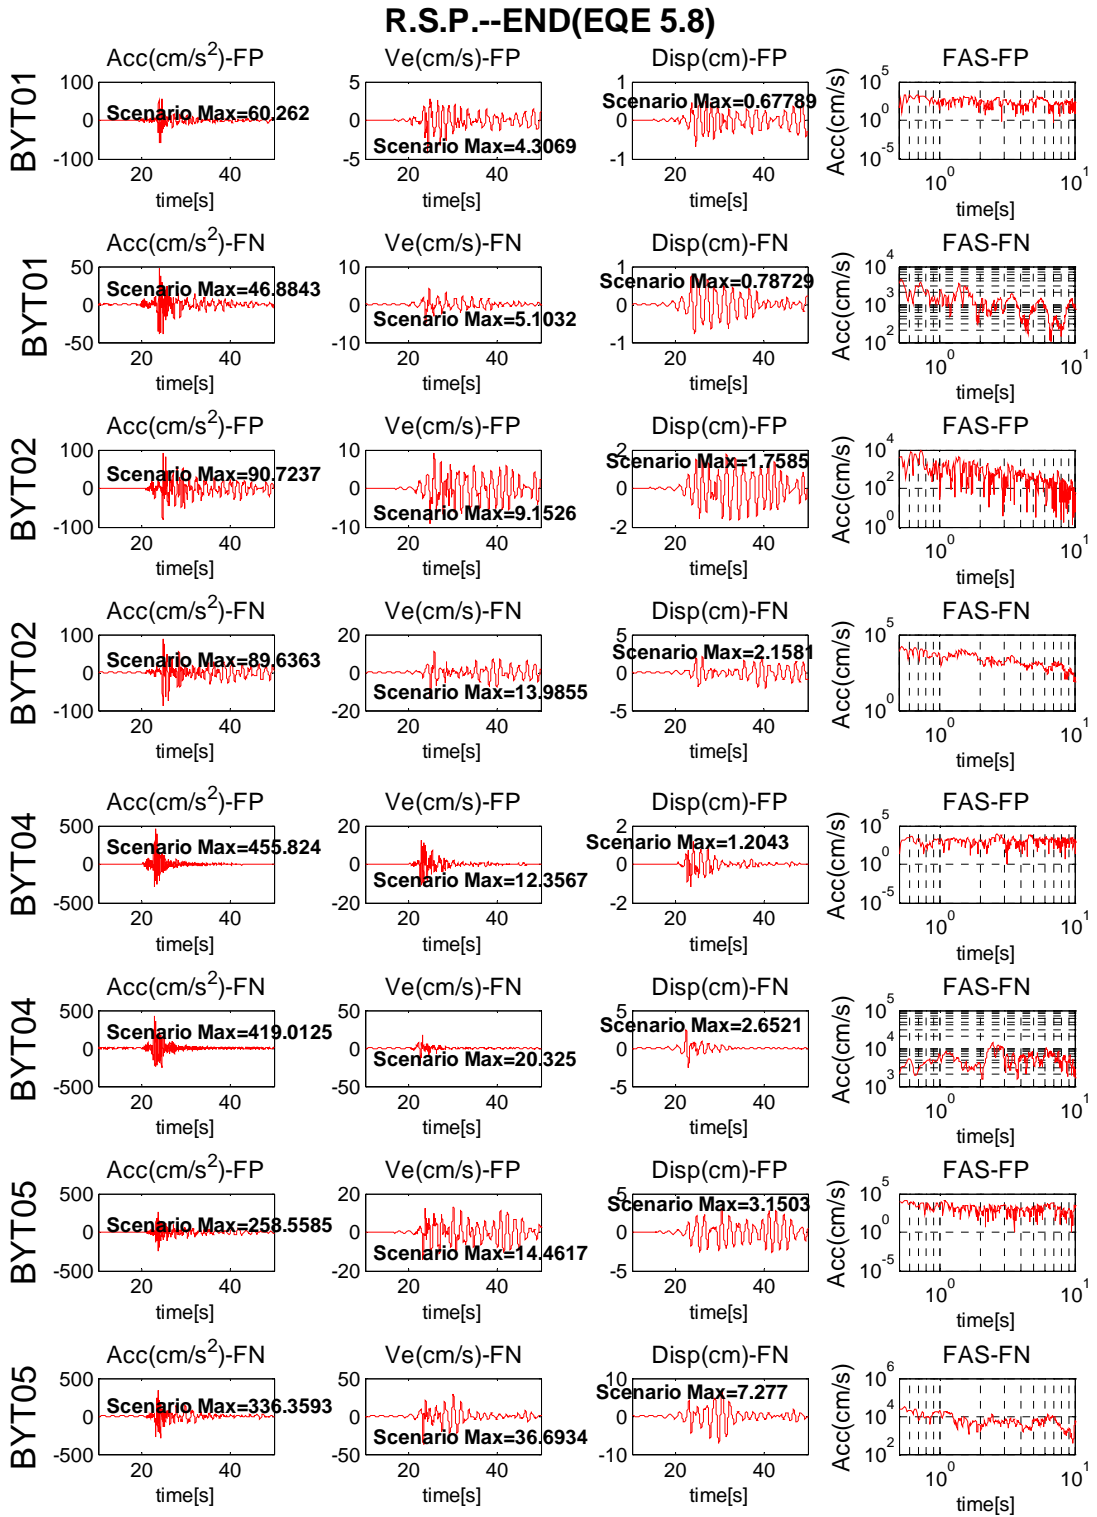 R.S.P.--END(EQE 5.8)
Acc(cm/s²)-FP Ve(cm/s)-FP Disp(cm)-FP FAS-FP
BYT01
100 0 -100 20 40 time[s] Scenario Max=60.262
5 0 -5 20 40 time[s] Scenario Max=4.3069
1 0 -1 20 40 time[s] Scenario Max=0.67789
Acc(cm/s) 10^5 10^0 10^-5 10^0 10^1 time[s]
Acc(cm/s²)-FN Ve(cm/s)-FN Disp(cm)-FN FAS-FN
BYT01
50 0 -50 20 40 time[s] Scenario Max=46.8843
10 0 -10 20 40 time[s] Scenario Max=5.1032
1 0 -1 20 40 time[s] Scenario Max=0.78729
Acc(cm/s) 10^4 10^3 10^2 10^0 10^1 time[s]
Acc(cm/s²)-FP Ve(cm/s)-FP Disp(cm)-FP FAS-FP
BYT02
100 0 -100 20 40 time[s] Scenario Max=90.7237
10 0 -10 20 40 time[s] Scenario Max=9.1526
2 0 -2 20 40 time[s] Scenario Max=1.7585
Acc(cm/s) 10^4 10^2 10^0 10^0 10^1 time[s]
Acc(cm/s²)-FN Ve(cm/s)-FN Disp(cm)-FN FAS-FN
BYT02
100 0 -100 20 40 time[s] Scenario Max=89.6363
20 0 -20 20 40 time[s] Scenario Max=13.9855
5 0 -5 20 40 time[s] Scenario Max=2.1581
Acc(cm/s) 10^5 10^0 10^0 10^1 time[s]
Acc(cm/s²)-FP Ve(cm/s)-FP Disp(cm)-FP FAS-FP
BYT04
500 0 -500 20 40 time[s] Scenario Max=455.824
20 0 -20 20 40 time[s] Scenario Max=12.3567
2 0 -2 20 40 time[s] Scenario Max=1.2043
Acc(cm/s) 10^5 10^0 10^-5 10^0 10^1 time[s]
Acc(cm/s²)-FN Ve(cm/s)-FN Disp(cm)-FN FAS-FN
BYT04
500 0 -500 20 40 time[s] Scenario Max=419.0125
50 0 -50 20 40 time[s] Scenario Max=20.325
5 0 -5 20 40 time[s] Scenario Max=2.6521
Acc(cm/s) 10^5 10^4 10^3 10^0 10^1 time[s]
Acc(cm/s²)-FP Ve(cm/s)-FP Disp(cm)-FP FAS-FP
BYT05
500 0 -500 20 40 time[s] Scenario Max=258.5585
20 0 -20 20 40 time[s] Scenario Max=14.4617
5 0 -5 20 40 time[s] Scenario Max=3.1503
Acc(cm/s) 10^5 10^0 10^-5 10^0 10^1 time[s]
Acc(cm/s²)-FN Ve(cm/s)-FN Disp(cm)-FN FAS-FN
BYT05
500 0 -500 20 40 time[s] Scenario Max=336.3593
50 0 -50 20 40 time[s] Scenario Max=36.6934
10 0 -10 20 40 time[s] Scenario Max=7.277
Acc(cm/s) 10^6 10^4 10^2 10^0 10^1 time[s]